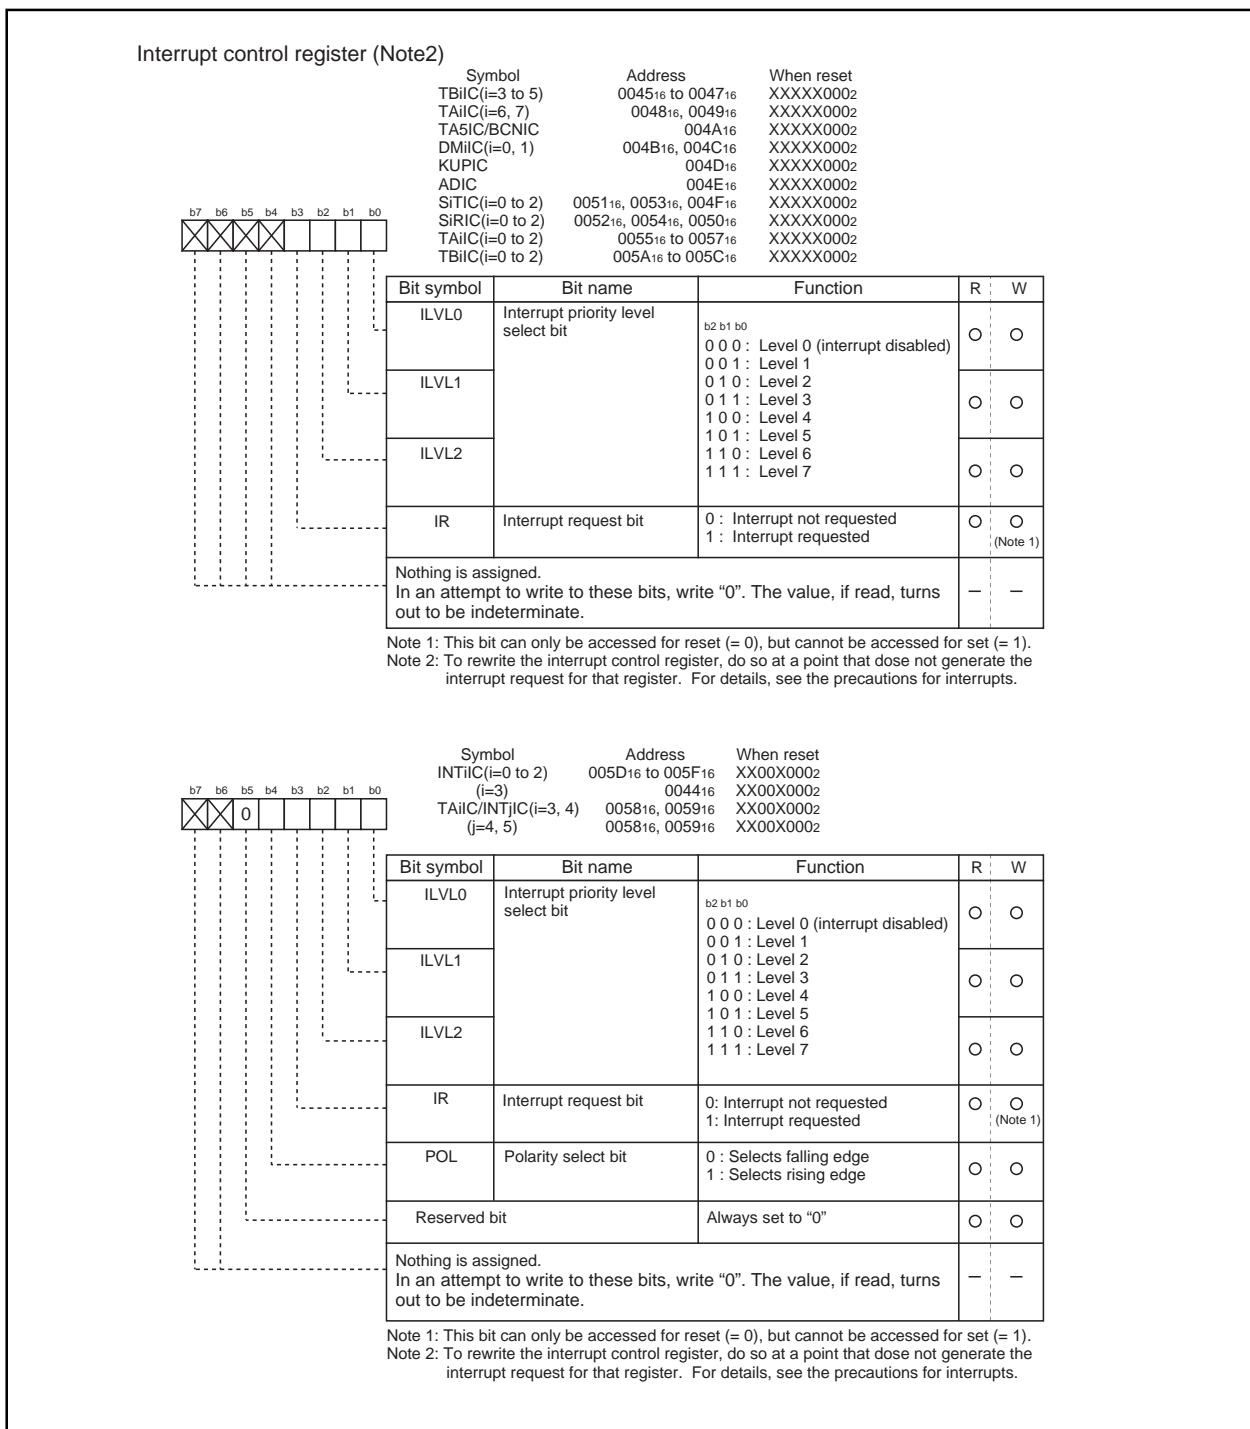 Interrupt control register (Note2)
Symbol Address When reset
TBiIC(i=3 to 5) 004516 to 004716 XXXXX0002
TAiIC(i=6, 7) 004816, 004916 XXXXX0002
TA5IC/BCNIC 004A16 XXXXX0002
DMiIC(i=0, 1) 004B16, 004C16 XXXXX0002
KUPIC 004D16 XXXXX0002
ADIC 004E16 XXXXX0002
SiTIC(i=0 to 2) 005116, 005316, 004F16 XXXXX0002
SiRIC(i=0 to 2) 005216, 005416, 005016 XXXXX0002
TAiIC(i=0 to 2) 005516 to 005716 XXXXX0002
TBiIC(i=0 to 2) 005A16 to 005C16 XXXXX0002
b7 b6 b5 b4 b3 b2 b1 b0
Bit symbol Bit name Function R W
ILVL0 Interrupt priority level
select bit
b2 b1 b0
0 0 0 : Level 0 (interrupt disabled)
0 0 1 : Level 1
ILVL1 0 1 0 : Level 2
0 1 1 : Level 3
1 0 0 : Level 4
1 0 1 : Level 5
ILVL2 1 1 0 : Level 6
1 1 1 : Level 7
IR Interrupt request bit 0 : Interrupt not requested
1 : Interrupt requested
(Note 1)
Nothing is assigned.
In an attempt to write to these bits, write “0”. The value, if read, turns
out to be indeterminate.
– –
Note 1: This bit can only be accessed for reset (= 0), but cannot be accessed for set (= 1).
Note 2: To rewrite the interrupt control register, do so at a point that dose not generate the
interrupt request for that register. For details, see the precautions for interrupts.
Symbol Address When reset
INTiIC(i=0 to 2) 005D16 to 005F16 XX00X0002
(i=3) 004416 XX00X0002
TAiIC/INTjIC(i=3, 4) 005816, 005916 XX00X0002
(j=4, 5) 005816, 005916 XX00X0002
b7 b6 b5 b4 b3 b2 b1 b0
0
Bit symbol Bit name Function R W
ILVL0 Interrupt priority level
select bit
b2 b1 b0
0 0 0 : Level 0 (interrupt disabled)
0 0 1 : Level 1
ILVL1 0 1 0 : Level 2
0 1 1 : Level 3
1 0 0 : Level 4
1 0 1 : Level 5
ILVL2 1 1 0 : Level 6
1 1 1 : Level 7
IR Interrupt request bit 0: Interrupt not requested
1: Interrupt requested
(Note 1)
POL Polarity select bit 0 : Selects falling edge
1 : Selects rising edge
Reserved bit Always set to “0”
Nothing is assigned.
In an attempt to write to these bits, write “0”. The value, if read, turns
out to be indeterminate.
– –
Note 1: This bit can only be accessed for reset (= 0), but cannot be accessed for set (= 1).
Note 2: To rewrite the interrupt control register, do so at a point that dose not generate the
interrupt request for that register. For details, see the precautions for interrupts.